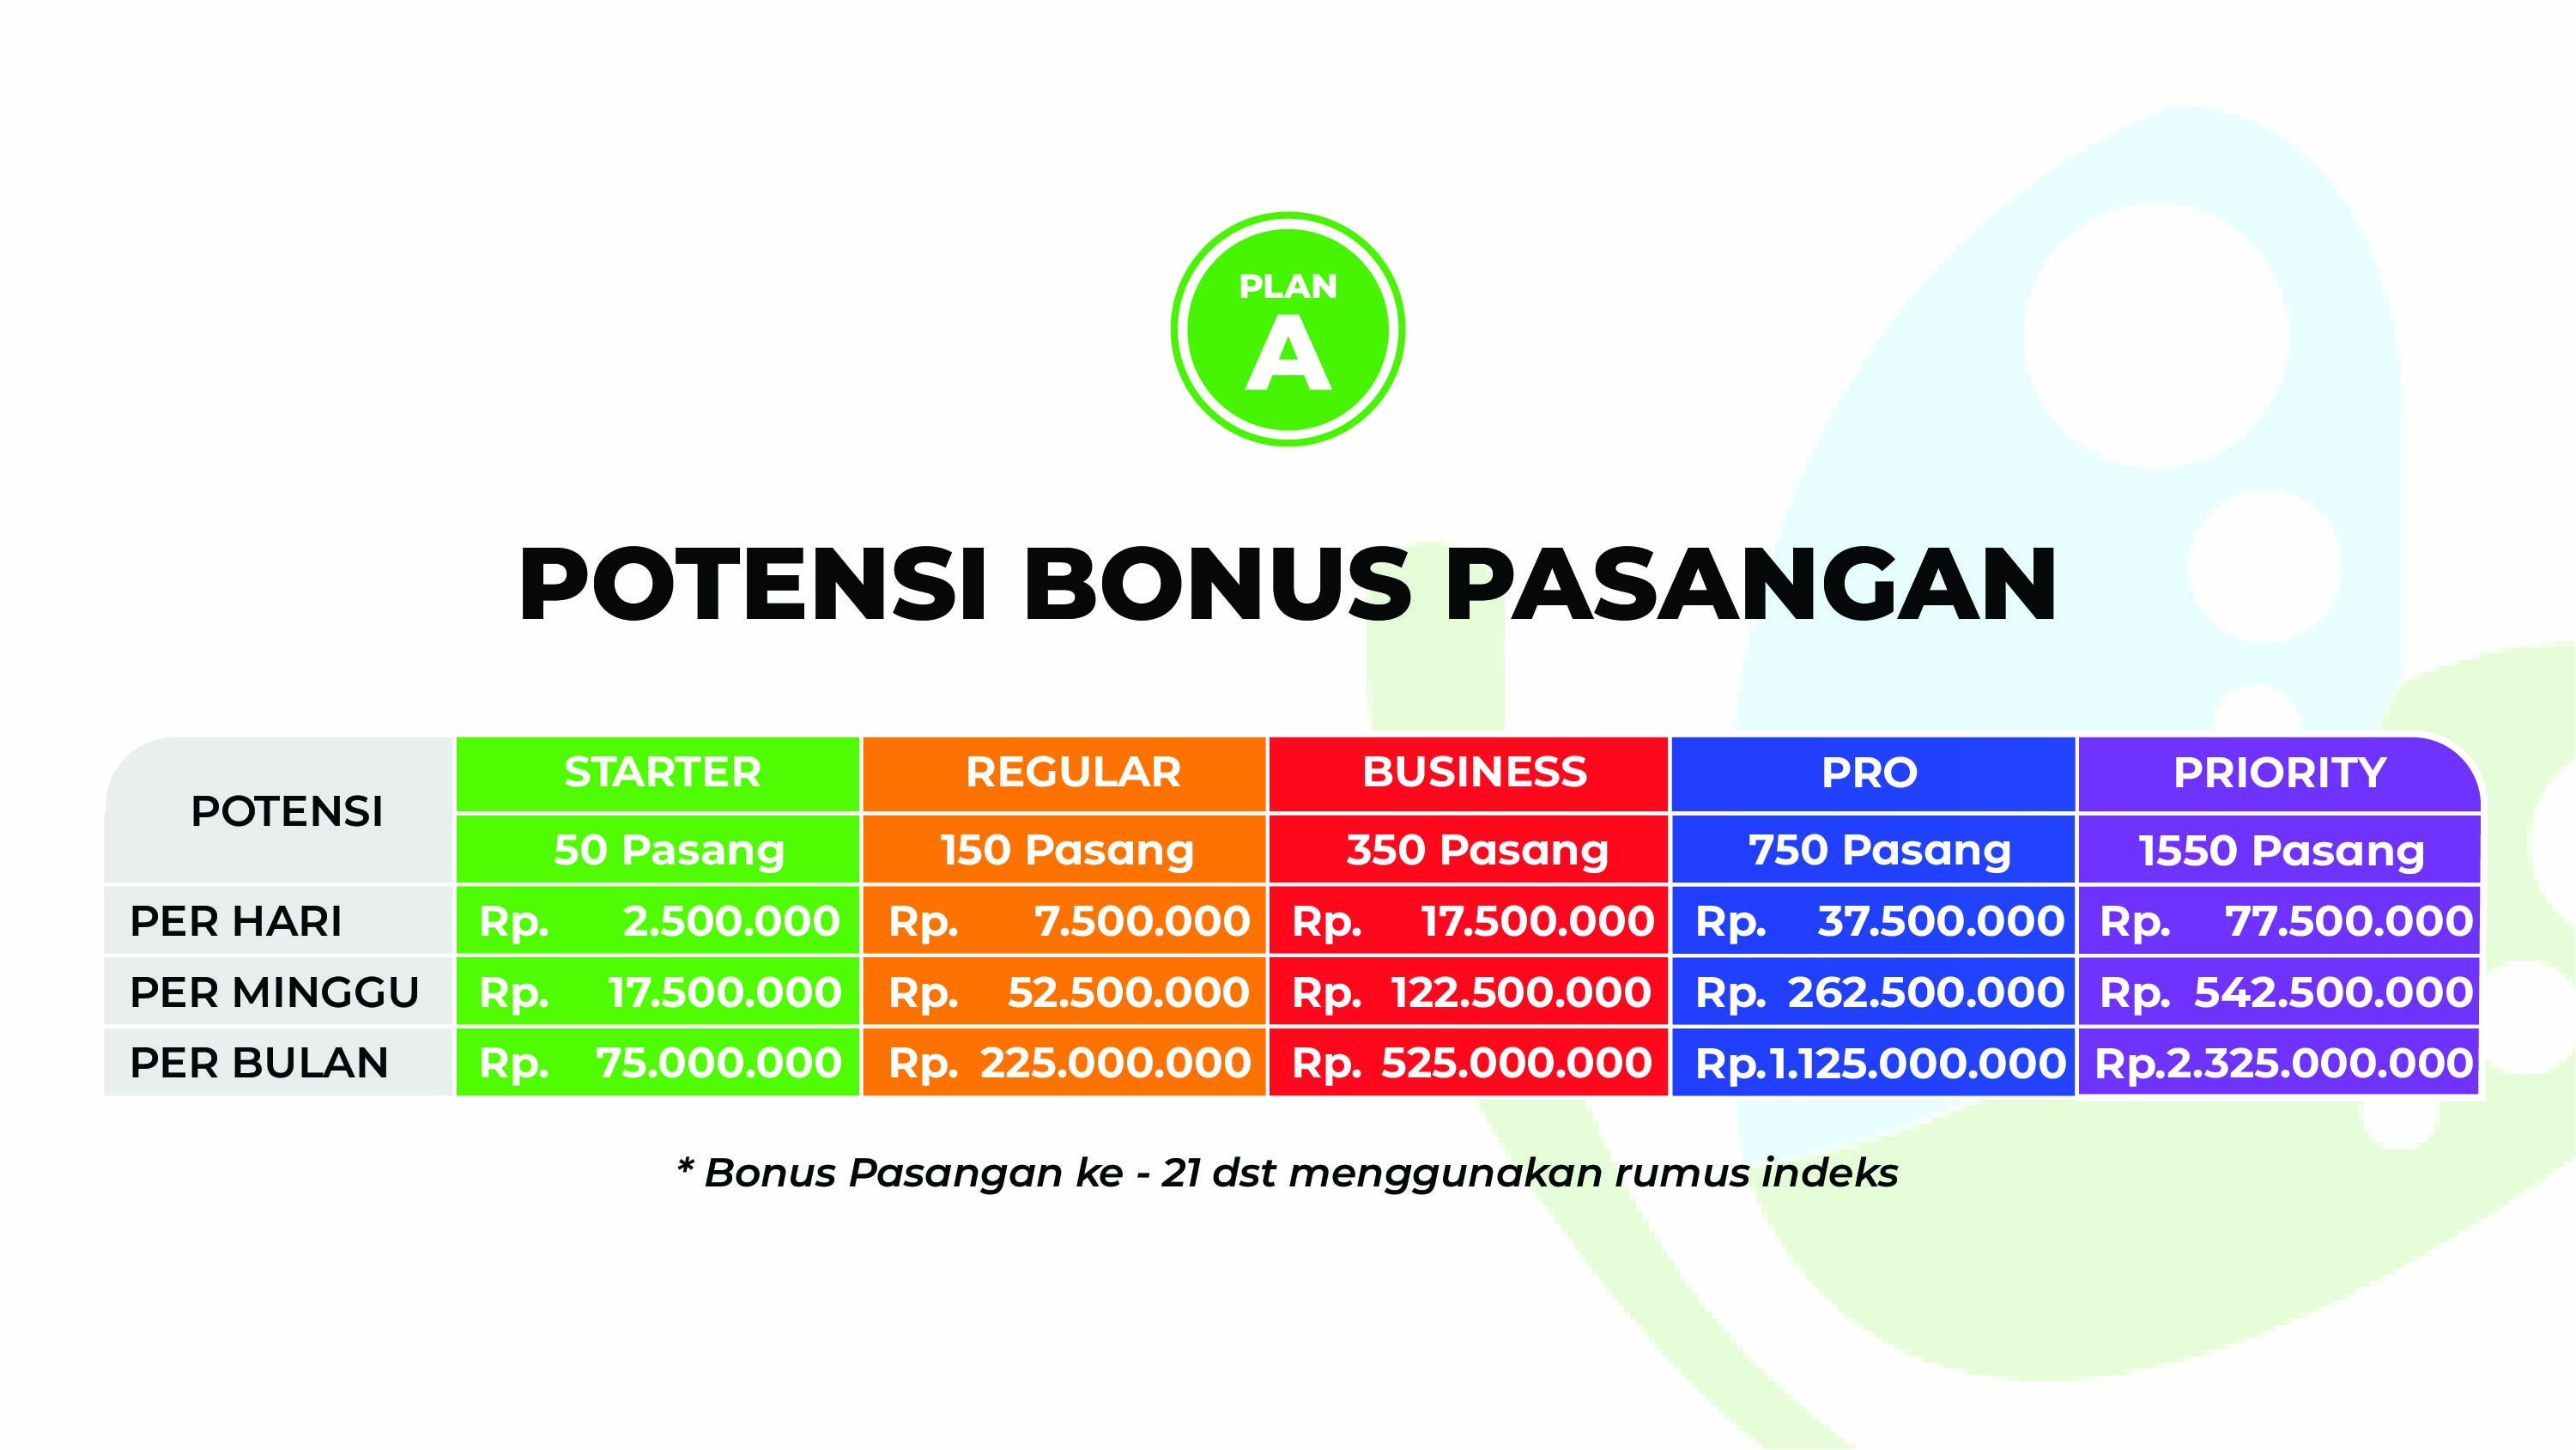 PLAN
A
POTENSI BONUS PASANGAN
POTENSI STARTER REGULAR BUSINESS PRO PRIORITY
50 Pasang 150 Pasang 350 Pasang 750 Pasang 1550 Pasang
PER HARI Rp. 2.500.000 Rp. 7.500.000 Rp. 17.500.000 Rp. 37.500.000 Rp. 77.500.000
PER MINGGU Rp. 17.500.000 Rp. 52.500.000 Rp. 122.500.000 Rp. 262.500.000 Rp. 542.500.000
PER BULAN Rp. 75.000.000 Rp. 225.000.000 Rp. 525.000.000 Rp.1.125.000.000 Rp.2.325.000.000
* Bonus Pasangan ke - 21 dst menggunakan rumus indeks